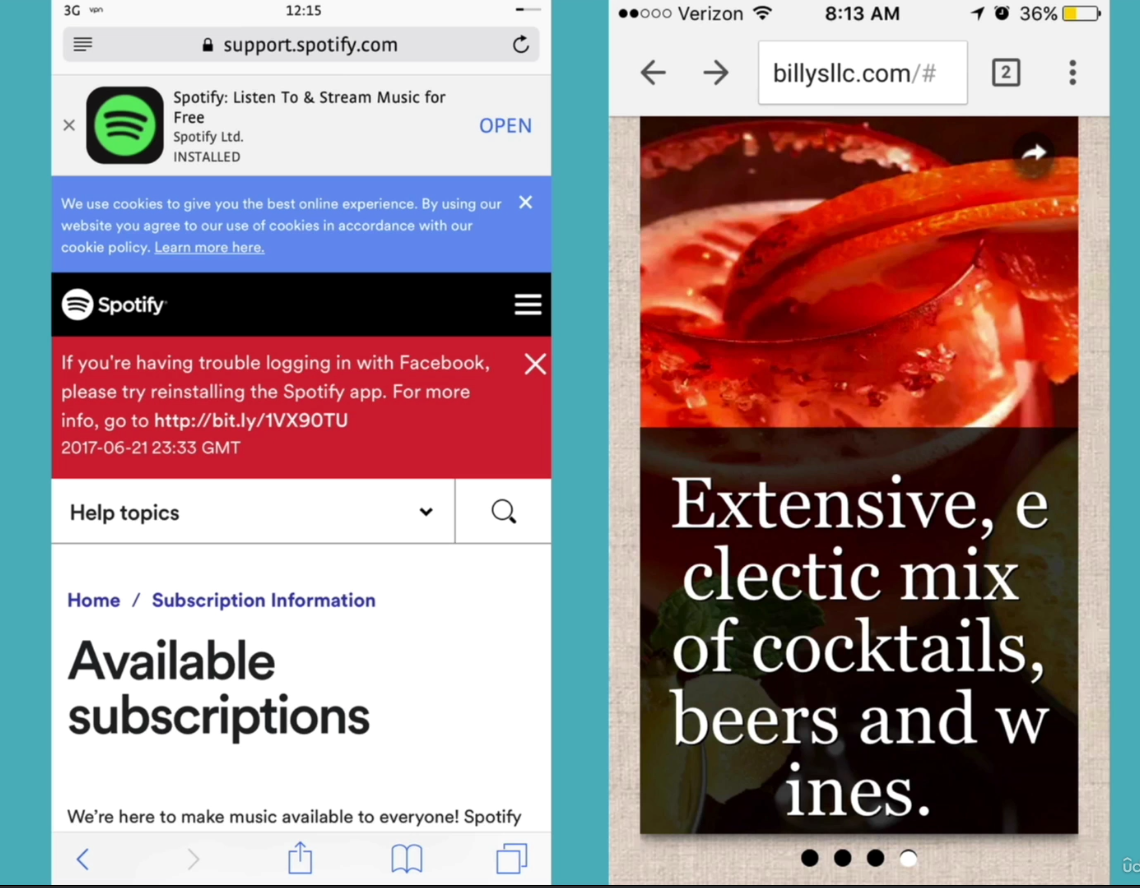 3G vpn
12:15
support.spotify.com
Spotify: Listen To & Stream Music for
Free
Spotify Ltd.
INSTALLED
OPEN
We use cookies to give you the best online experience. By using our
website you agree to our use of cookies in accordance with our
cookie policy. Learn more here.
Spotify
If you're having trouble logging in with Facebook,
please try reinstalling the Spotify app. For more
info, go to http://bit.ly/1VX90TU
2017-06-21 23:33 GMT
Help topics
Home / Subscription Information
Available
subscriptions
We're here to make music available to everyone! Spotify
Verizon
8:13 AM
36%
billysllc.com/#
2
Extensive, e
clectic mix
of cocktails,
beers and w
ines.